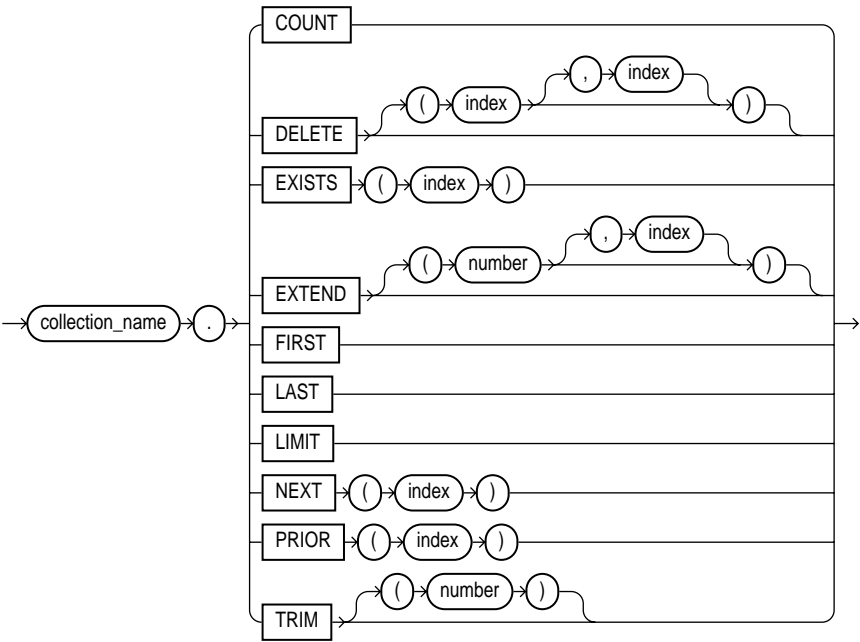 COUNT
DELETE ( index , index )
EXISTS ( index )
EXTEND ( number , index )
collection_name .
FIRST
LAST
LIMIT
NEXT ( index )
PRIOR ( index )
TRIM ( number )